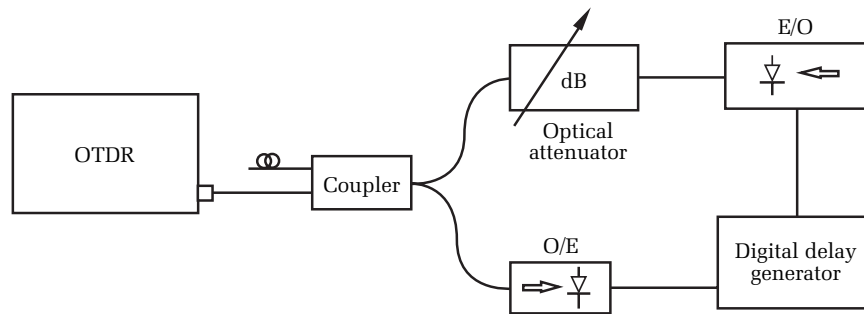 E/O
dB
OTDR
Optical
attenuator
Coupler
O/E
Digital delay
generator